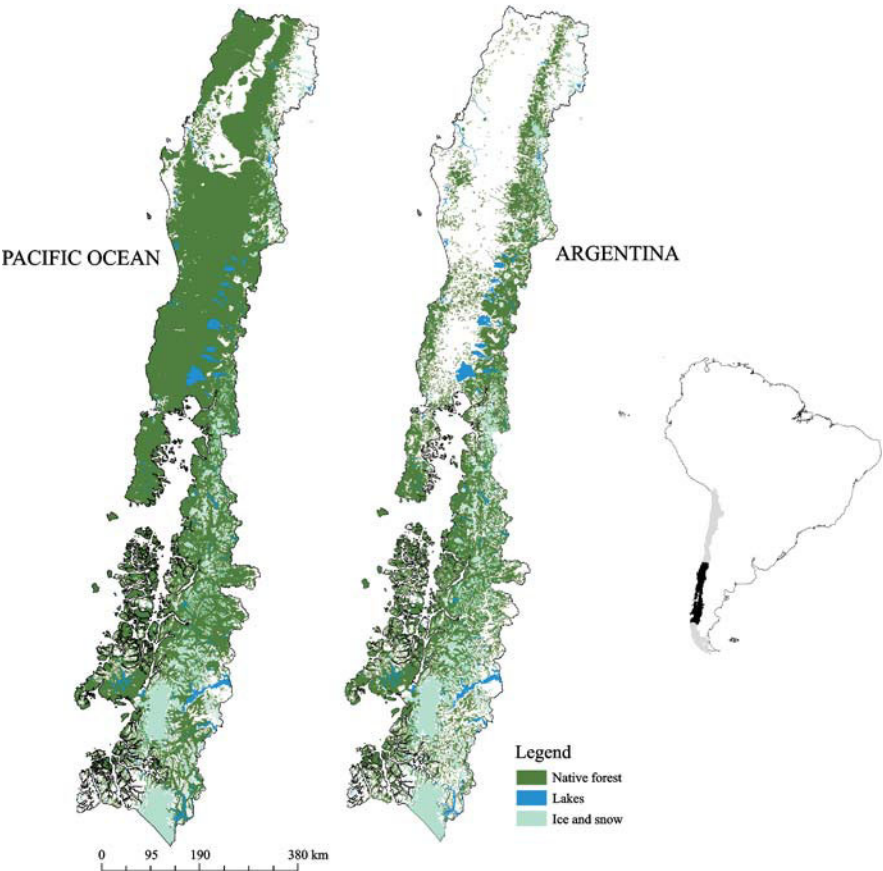 PACIFIC OCEAN
ARGENTINA
Legend
Native forest
Lakes
Ice and snow
0 95 190 380 km